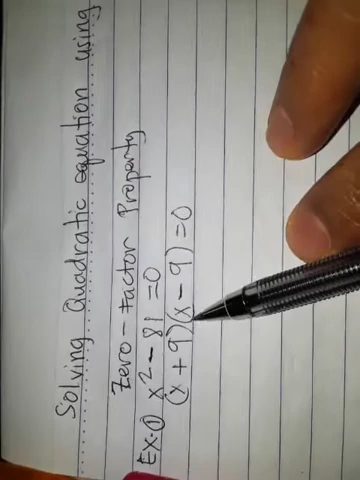 Solving Quadratic equation using
Zero-Factor Property
Ex.① x² - 81 = 0
(x + 9)(x - 9) = 0